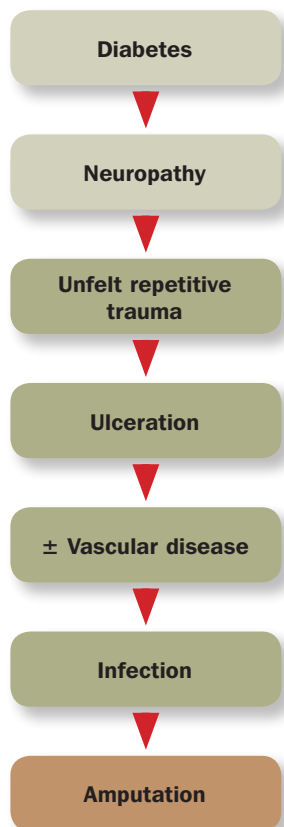 Diabetes
Neuropathy
Unfelt repetitive
trauma
Ulceration
± Vascular disease
Infection
Amputation